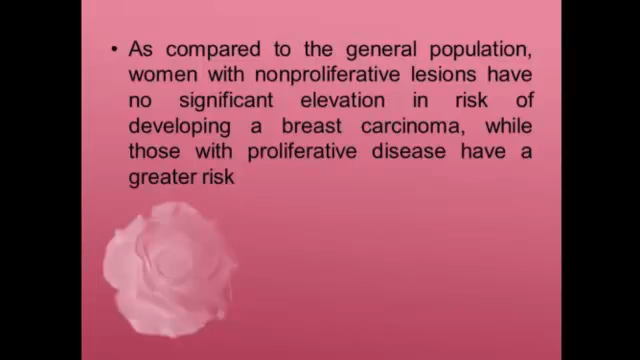 • As compared to the general population,
women with nonproliferative lesions have
no significant elevation in risk of
developing a breast carcinoma, while
those with proliferative disease have a
greater risk